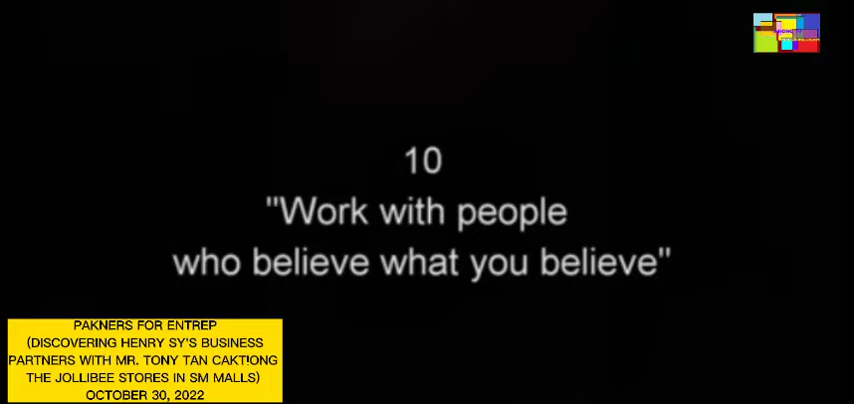 10
"Work with people
who believe what you believe"
PAKNERS FOR ENTREP
(DISCOVERING HENRY SY'S BUSINESS
PARTNERS WITH MR. TONY TAN CAKTIONG
THE JOLLIBEE STORES IN SM MALLS)
OCTOBER 30, 2022